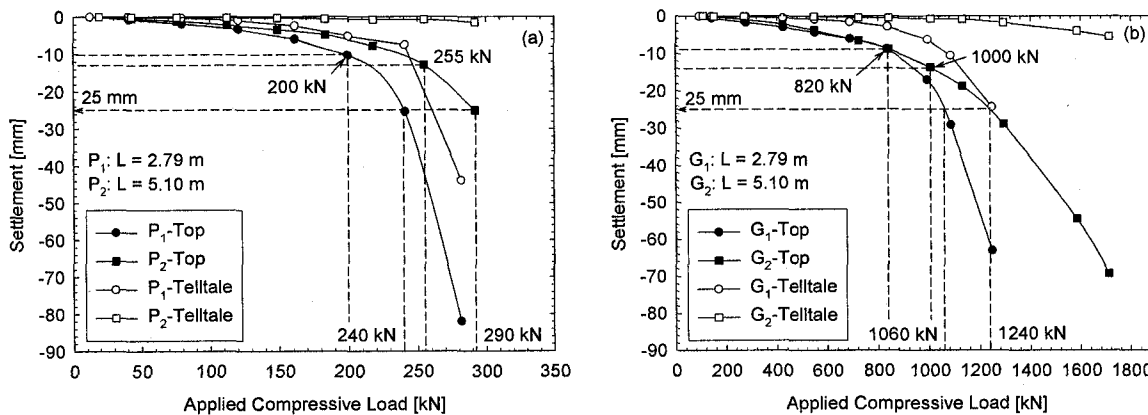 0
-10
-20
-30
-40
-50
-60
-70
-80
-90
Settlement [mm]
(a)
255 kN
200 kN
25 mm
P₁: L = 2.79 m
P₂: L = 5.10 m
P₁-Top
P₂-Top
P₁-Telltale
P₂-Telltale
240 kN
290 kN
0 50 100 150 200 250 300 350
Applied Compressive Load [kN]
0
-10
-20
-30
-40
-50
-60
-70
-80
-90
Settlement [mm]
(b)
1000 kN
820 kN
25 mm
G₁: L = 2.79 m
G₂: L = 5.10 m
G₁-Top
G₂-Top
G₁-Telltale
G₂-Telltale
1060 kN
1240 kN
0 200 400 600 800 1000 1200 1400 1600 1800
Applied Compressive Load [kN]